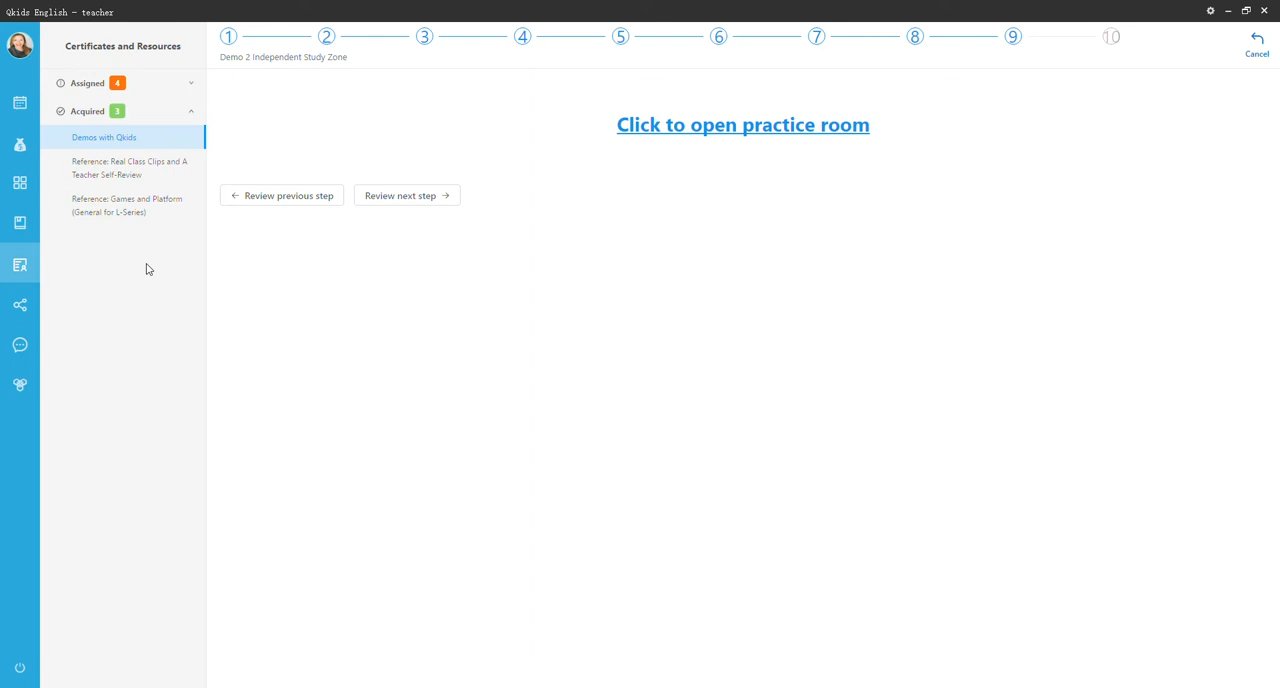 Qkids English - teacher
Certificates and Resources
1 2 3 4 5 6 7 8 9 10
Demo 2 Independent Study Zone
Cancel
Assigned 4
Acquired 3
Demos with Qkids
Reference: Real Class Clips and A
Teacher Self-Review
Reference: Games and Platform
(General for L-Series)
Click to open practice room
← Review previous step
Review next step →